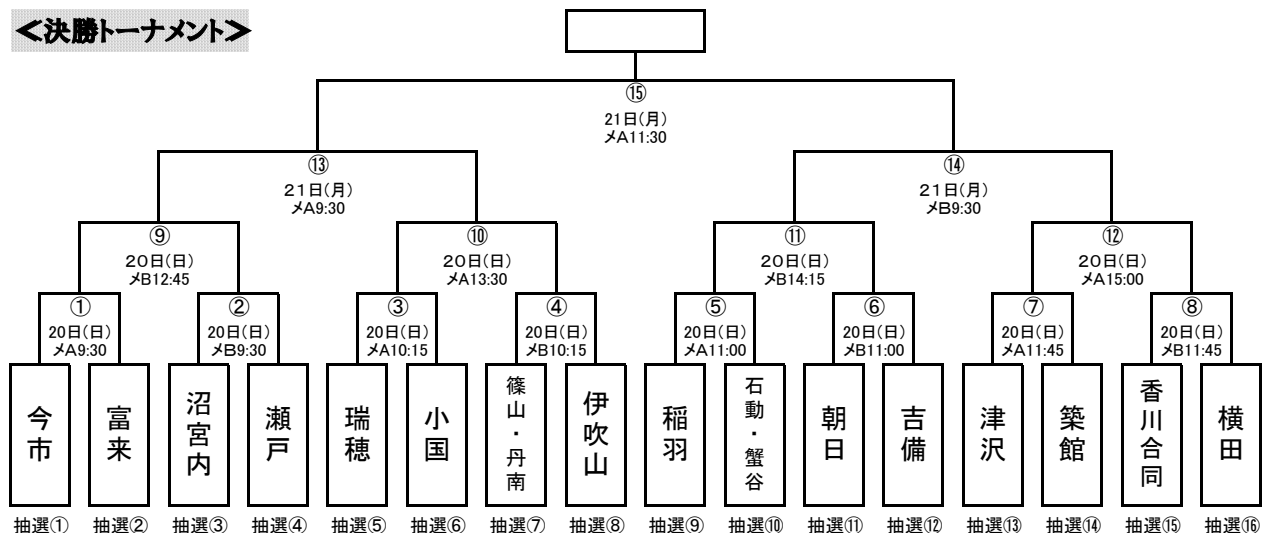 ≪決勝トーナメント≫
⑮
21日(月)
メA11:30
⑬
21日(月)
メA9:30
⑭
21日(月)
メB9:30
⑨
20日(日)
メB12:45
⑩
20日(日)
メA13:30
⑪
20日(日)
メB14:15
⑫
20日(日)
メA15:00
①
20日(日)
メA9:30
②
20日(日)
メB9:30
③
20日(日)
メA10:15
④
20日(日)
メB10:15
⑤
20日(日)
メA11:00
⑥
20日(日)
メB11:00
⑦
20日(日)
メA11:45
⑧
20日(日)
メB11:45
今市
富来
沼宮内
瀬戸
瑞穂
小国
篠山・丹南
伊吹山
稲羽
石動・蟹谷
朝日
吉備
津沢
築館
香川合同
横田
抽選①
抽選②
抽選③
抽選④
抽選⑤
抽選⑥
抽選⑦
抽選⑧
抽選⑨
抽選⑩
抽選⑪
抽選⑫
抽選⑬
抽選⑭
抽選⑮
抽選⑯